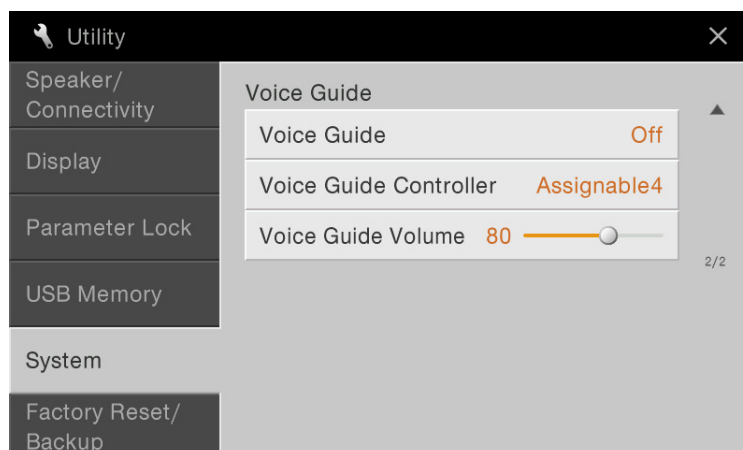 Utility
Speaker/
Connectivity
Display
Parameter Lock
USB Memory
System
Factory Reset/
Backup
Voice Guide
Voice Guide Off
Voice Guide Controller Assignable4
Voice Guide Volume 80
2/2